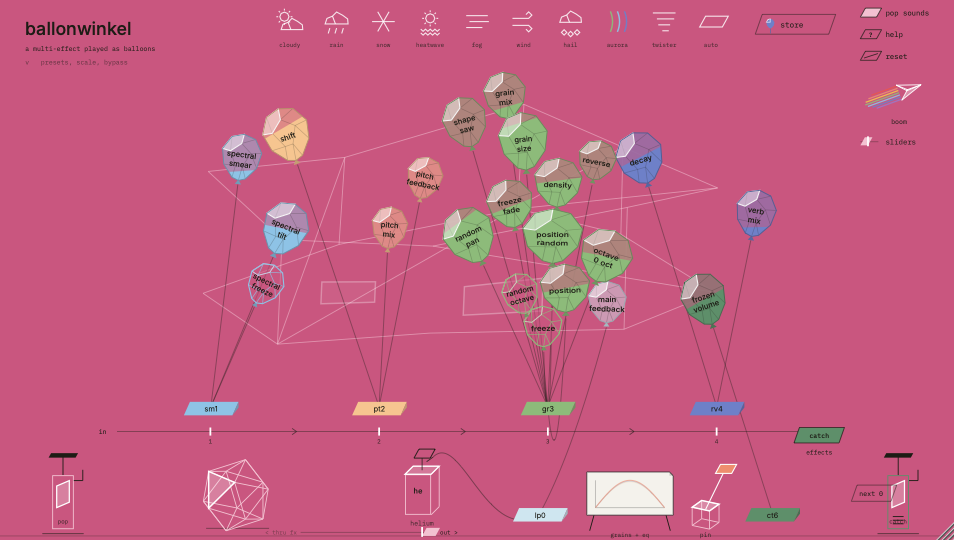 ballonwinkel
a multi-effect played as balloons
< presets, scale, bypass
cloudy
rain
snow
heatwave
fog
wind
hail
aurora
twister
auto
store
pop sounds
?
help
reset
boom
sliders
spectral
smear
shift
spectral
tilt
spectral
freeze
pitch
feedback
pitch
mix
shape
saw
grain
mix
grain
size
density
reverse
decay
freeze
fade
random
pan
position
random
octave
0 oct
random
octave
position
main
feedback
freeze
verb
mix
frozen
volume
sm1
pt2
gr3
rv4
in
1
2
3
4
catch
effects
pop
he
helium
< thru fx
out >
lp0
grains + eq
pin
ct6
next 0